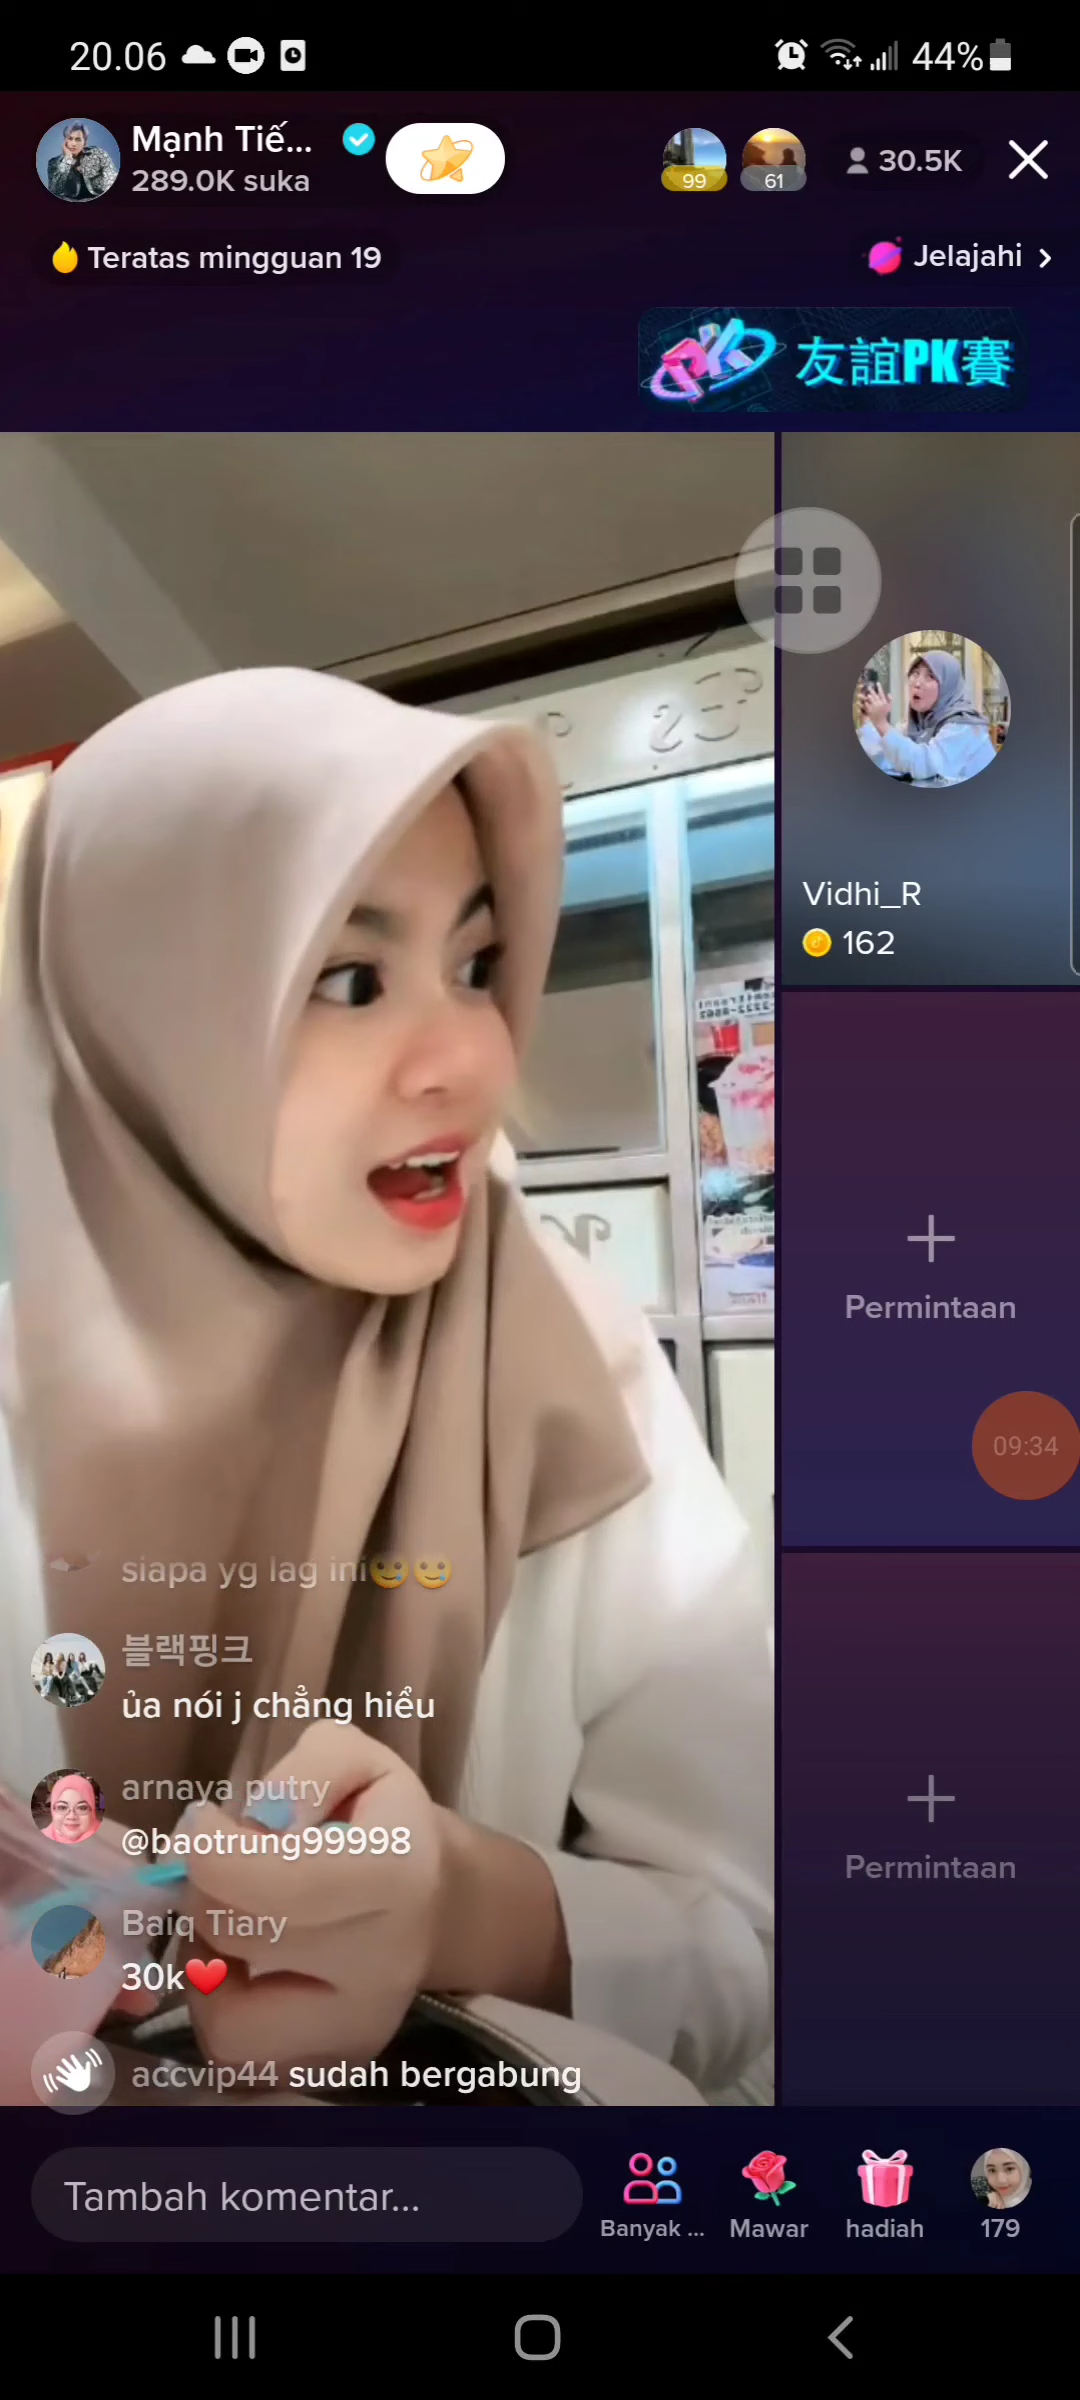 20.06
44%
Mạnh Tiế...
289.0K suka
99
61
30.5K
Teratas mingguan 19
Jelajahi
PK 友誼PK賽
Vidhi_R
162
Permintaan
09:34
Permintaan
siapa yg lag ini🥲🥲
블랙핑크
ủa nói j chẳng hiểu
arnaya putry
@baotrung99998
Baiq Tiary
30k❤️
accvip44 sudah bergabung
Tambah komentar...
Banyak ...
Mawar
hadiah
179